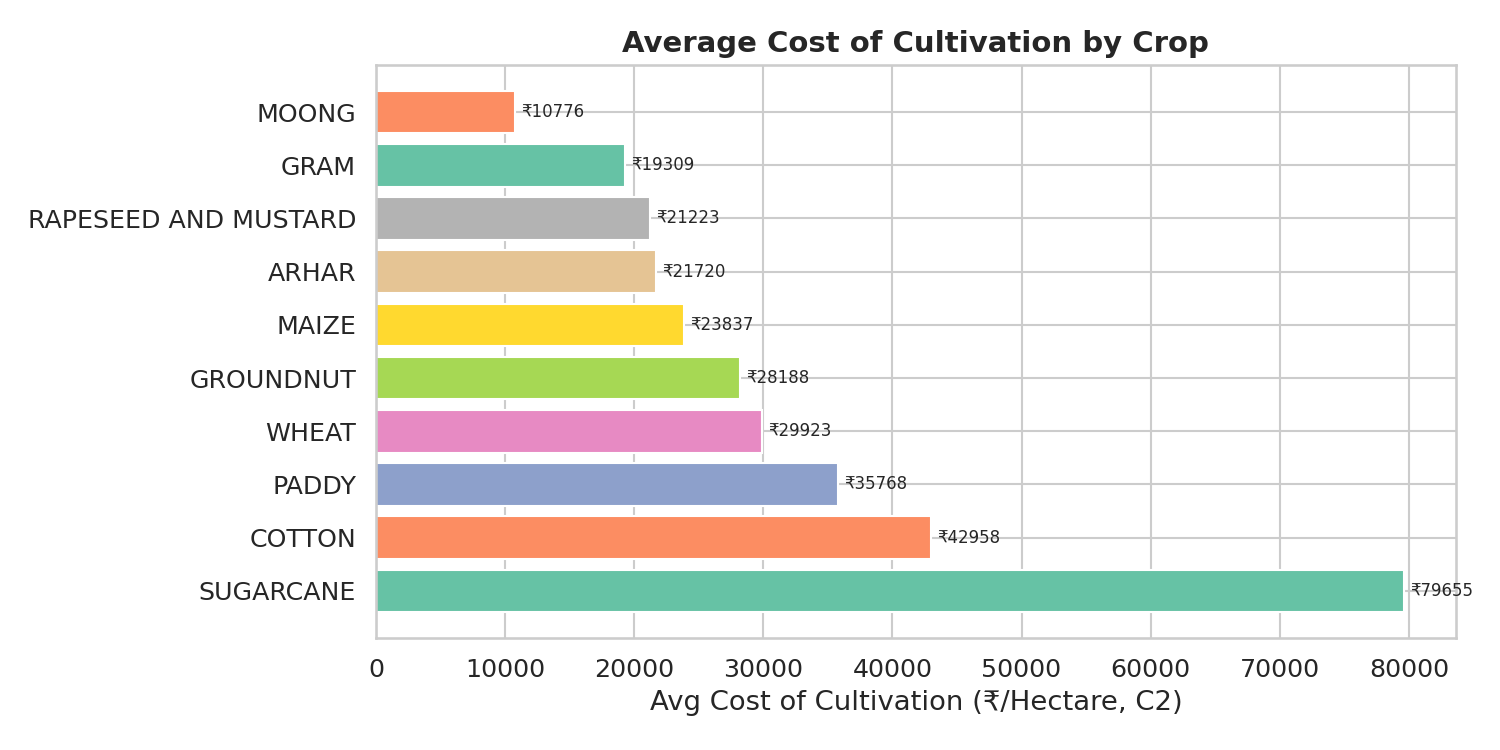 Average Cost of Cultivation by Crop
MOONG ₹10776
GRAM ₹19309
RAPESEED AND MUSTARD ₹21223
ARHAR ₹21720
MAIZE ₹23837
GROUNDNUT ₹28188
WHEAT ₹29923
PADDY ₹35768
COTTON ₹42958
SUGARCANE ₹79655
0 10000 20000 30000 40000 50000 60000 70000 80000
Avg Cost of Cultivation (₹/Hectare, C2)